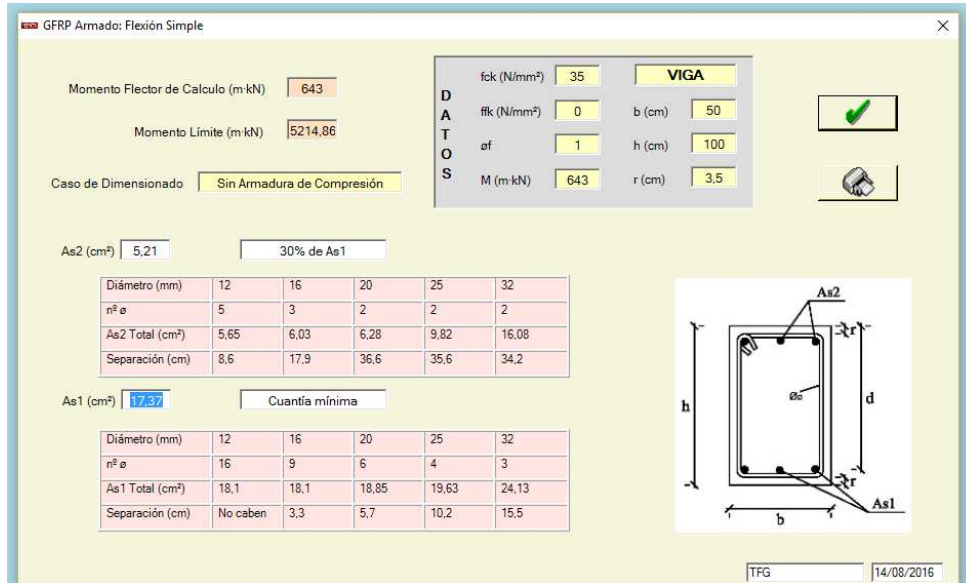 GFRP Armado: Flexión Simple
Momento Flector de Calculo (m·kN) 643
Momento Límite (m·kN) 5214,86
Caso de Dimensionado Sin Armadura de Compresión
DATOS
fck (N/mm²) 35 VIGA
ffk (N/mm²) 0 b (cm) 50
øf 1 h (cm) 100
M (m·kN) 643 r (cm) 3,5
As2 (cm²) 5,21 30% de As1
Diámetro (mm) 12 16 20 25 32
nº ø 5 3 2 2 2
As2 Total (cm²) 5,65 6,03 6,28 9,82 16,08
Separación (cm) 8,6 17,9 36,6 35,6 34,2
As1 (cm²) 17,37 Cuantía mínima
Diámetro (mm) 12 16 20 25 32
nº ø 16 9 6 4 3
As1 Total (cm²) 18,1 18,1 18,85 19,63 24,13
Separación (cm) No caben 3,3 5,7 10,2 15,5
As2
r
h
Øc
d
r
As1
b
TFG 14/08/2016